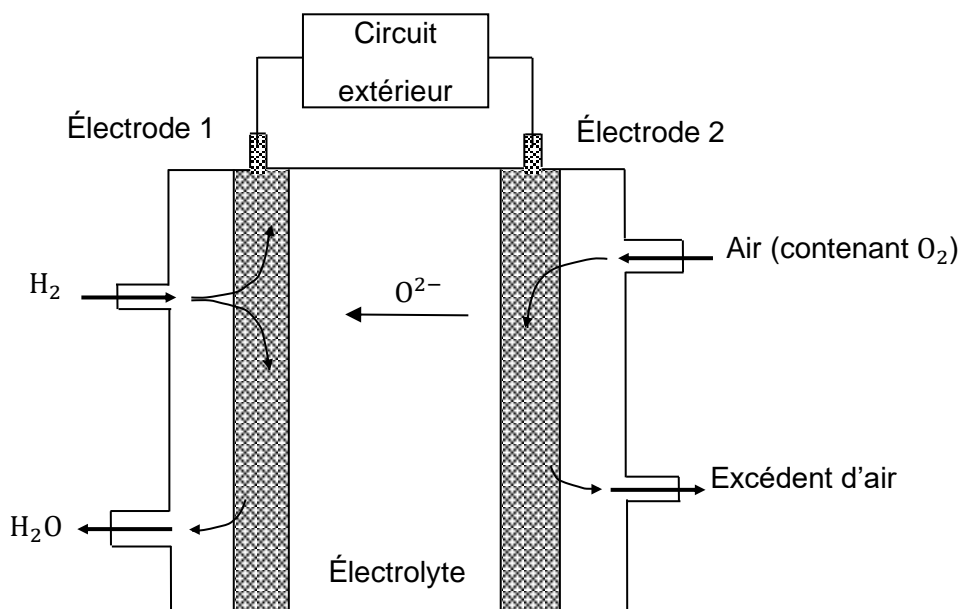 Circuit
extérieur
Électrode 1
Électrode 2
Air (contenant O₂)
H₂
O²⁻
Excédent d'air
H₂O
Électrolyte